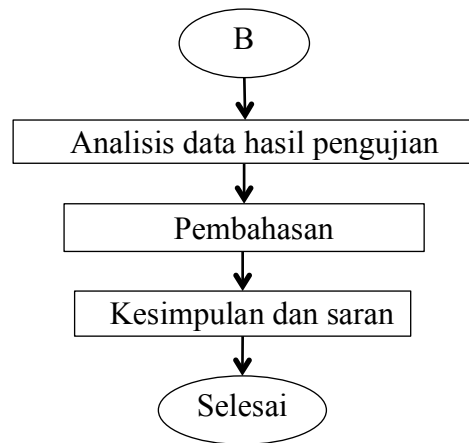 B
Analisis data hasil pengujian
Pembahasan
Kesimpulan dan saran
Selesai